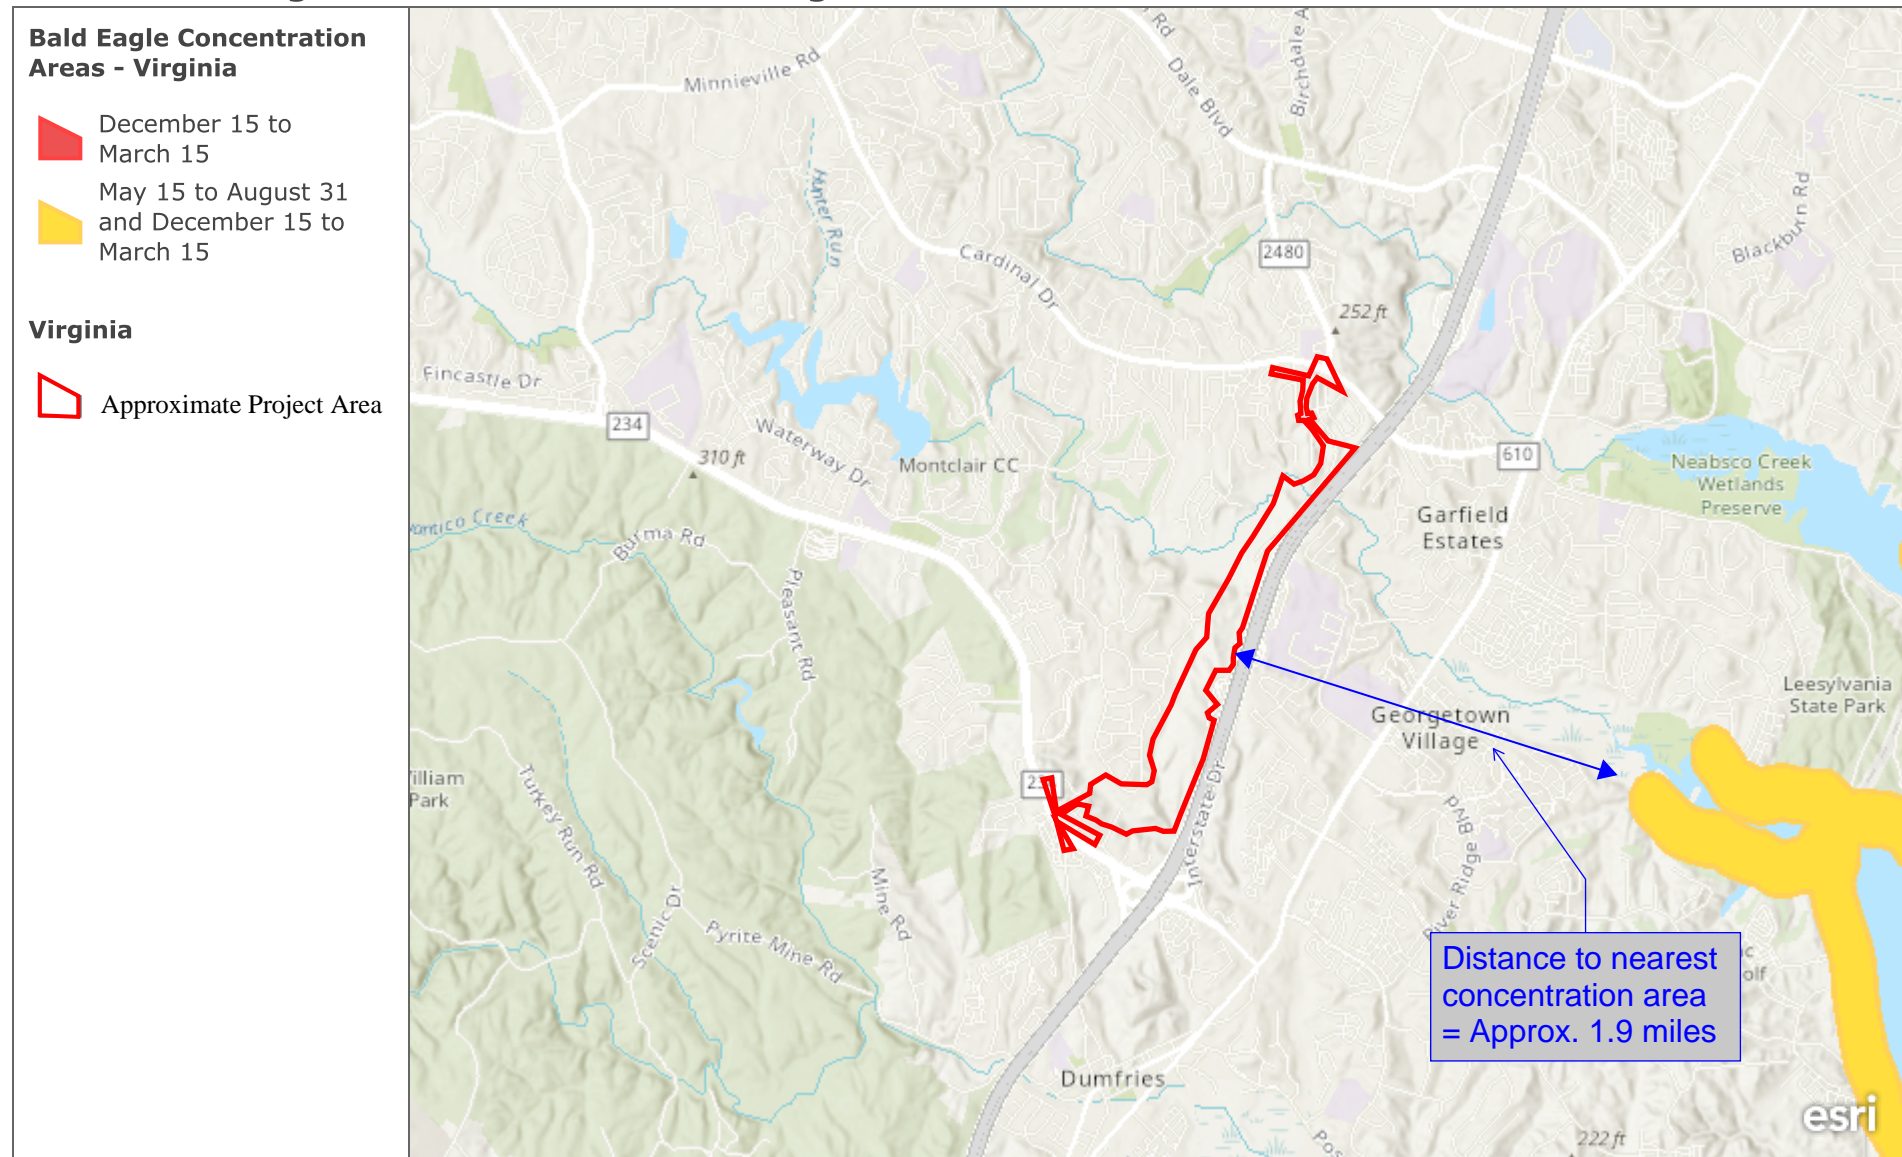 Bald Eagle Concentration
Areas - Virginia
December 15 to
March 15
May 15 to August 31
and December 15 to
March 15
Virginia
Approximate Project Area
Minnieville Rd
Rd
Dale Blvd
Birchdale A
Hunter Run
Cardinal Dr
2480
Blackburn Rd
252 ft
Fincastle Dr
234
310 ft
Waterway Dr
Montclair CC
610
Neabsco Creek
Wetlands
Preserve
Garfield
Estates
Creek
Burma Rd
Pleasant Rd
Leesylvania
State Park
Georgetown
Village
illiam
Park
Turkey Run Rd
Interstate Dr
River Ridge Blvd
Mine Rd
Scenic Dr
Pyrite Mine Rd
Distance to nearest
concentration area
= Approx. 1.9 miles
olf
Dumfries
222 ft
esri